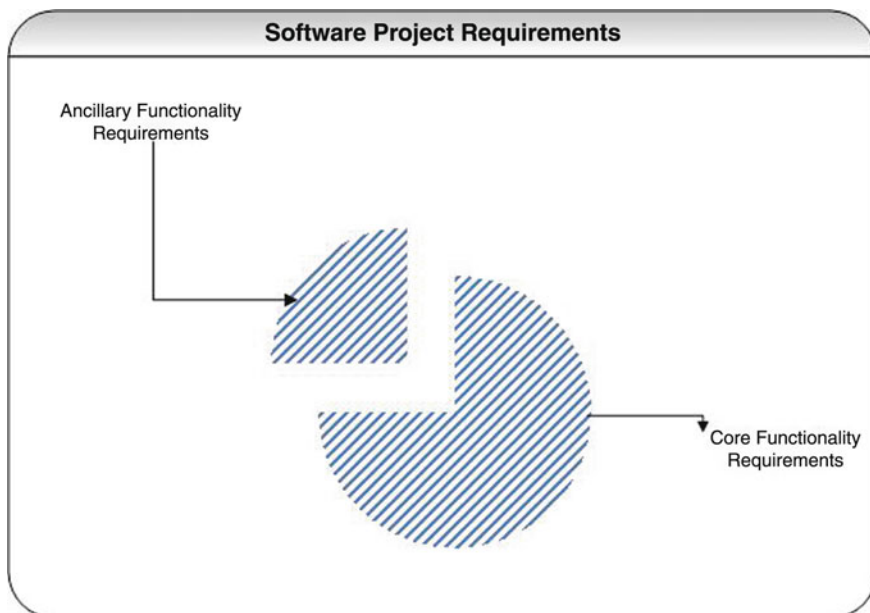 Software Project Requirements
Ancillary Functionality
Requirements
Core Functionality
Requirements